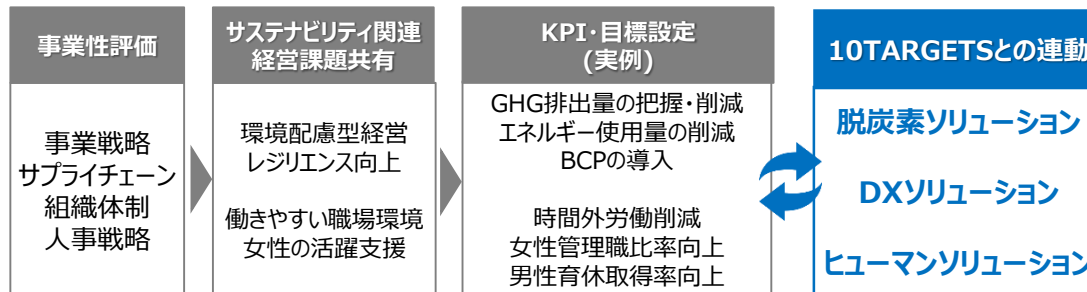 事業性評価
事業戦略
サプライチェーン
組織体制
人事戦略
サステナビリティ関連
経営課題共有
環境配慮型経営
レジリエンス向上
働きやすい職場環境
女性の活躍支援
KPI・目標設定
(実例)
GHG排出量の把握・削減
エネルギー使用量の削減
BCPの導入
時間外労働削減
女性管理職比率向上
男性育休取得率向上
10TARGETSとの連動
脱炭素ソリューション
DXソリューション
ヒューマンソリューション